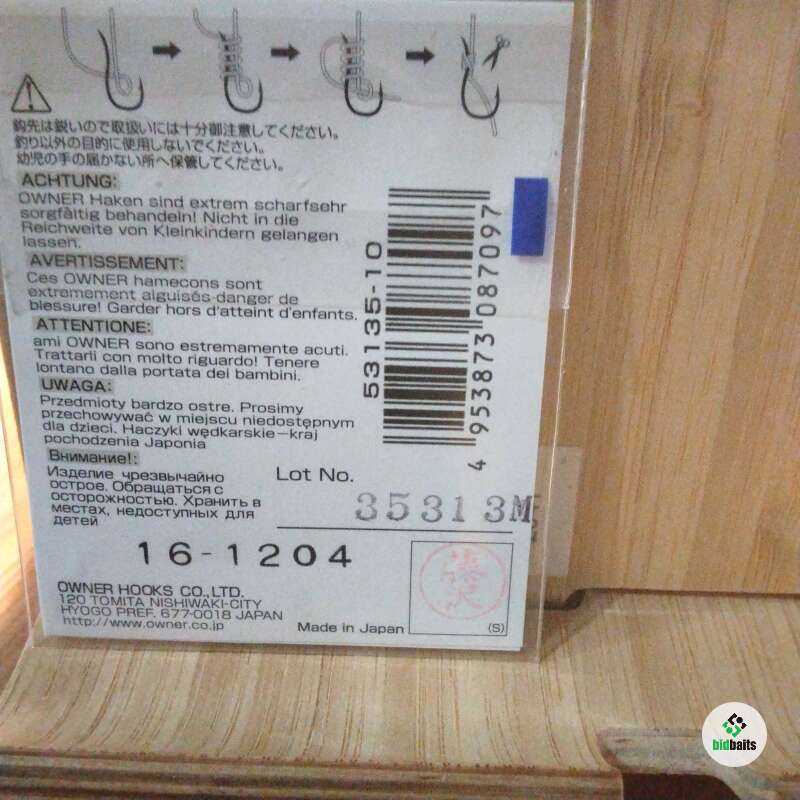 鈎先は鋭いので取扱いには十分御注意してください。
釣り以外の目的に使用しないでください。
幼児の手の届かない所へ保管してください。
ACHTUNG:
OWNER Haken sind extrem scharfsehr
sorgfältig behandeln! Nicht in die
Reichweite von Kleinkindern gelangen
lassen.
AVERTISSEMENT:
Ces OWNER hamecons sont
extremement aiguisés-danger de
blessure! Garder hors d'atteint d'enfants.
ATTENTIONE:
ami OWNER sono estremamente acuti.
Trattarli con molto riguardo! Tenere
lontano dalla portata dei bambini.
UWAGA:
Przedmioty bardzo ostre. Prosimy
przechowywać w miejscu niedostępnym
dla dzieci. Haczyki wędkarskie-kraj
pochodzenia Japonia
Внимание!:
Изделие чрезвычайно
острое. Обращаться с
осторожностью. Хранить в
местах, недоступных для
детей
53135-10
4 953873 087097
Lot No.
35313M
16-1204
OWNER HOOKS CO.,LTD.
120 TOMITA NISHIWAKI-CITY
HYOGO PREF. 677-0018 JAPAN
http://www.owner.co.jp
Made in Japan
(S)
bidbaits